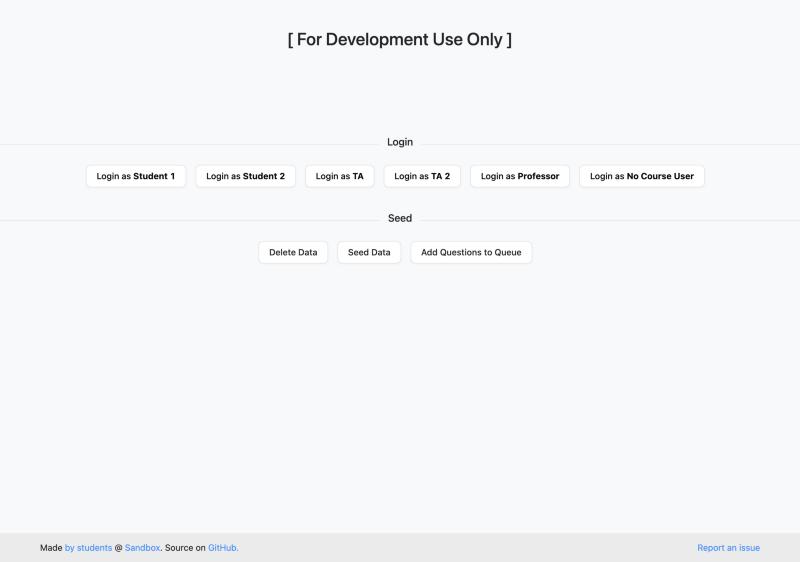 [ For Development Use Only ]
Login
Login as Student 1 Login as Student 2 Login as TA Login as TA 2 Login as Professor Login as No Course User
Seed
Delete Data Seed Data Add Questions to Queue
Made by students @ Sandbox. Source on GitHub. Report an issue